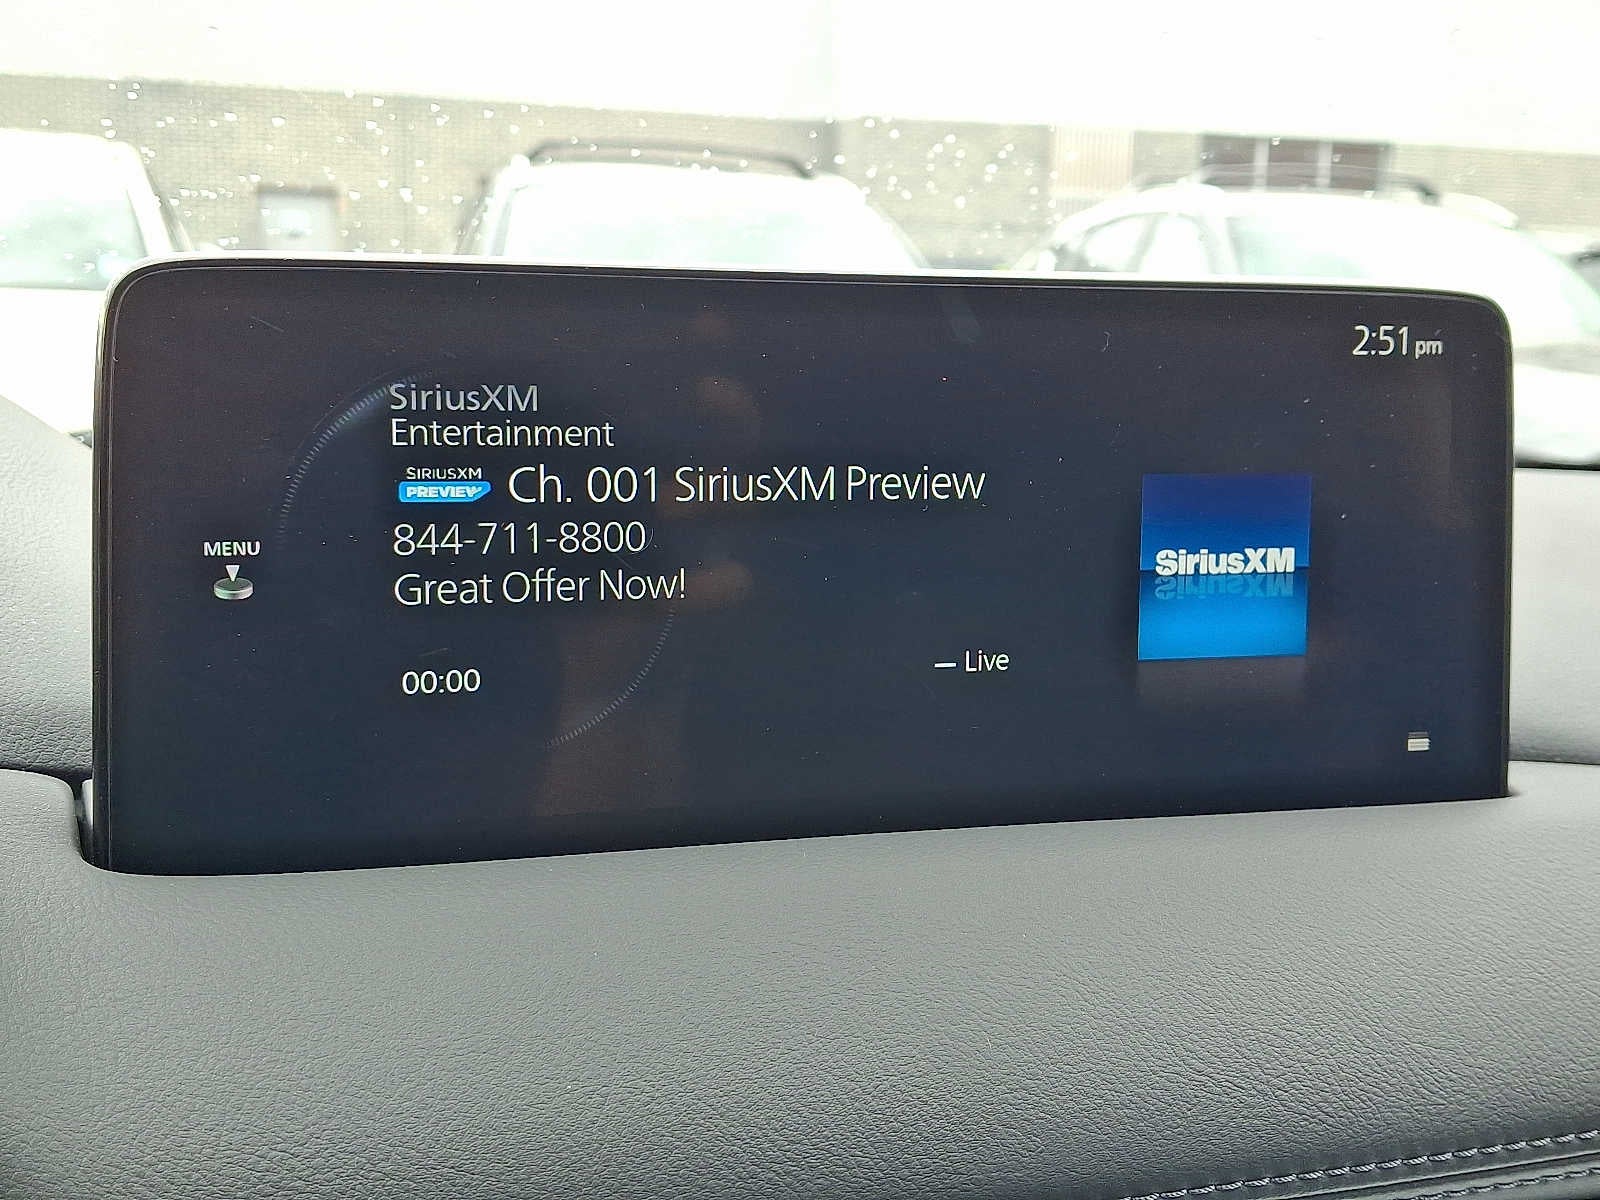 2:51 pm
SiriusXM
Entertainment
SIRIUSXM
PREVIEW
Ch. 001 SiriusXM Preview
844-711-8800
Great Offer Now!
MENU
SiriusXM
00:00
Live